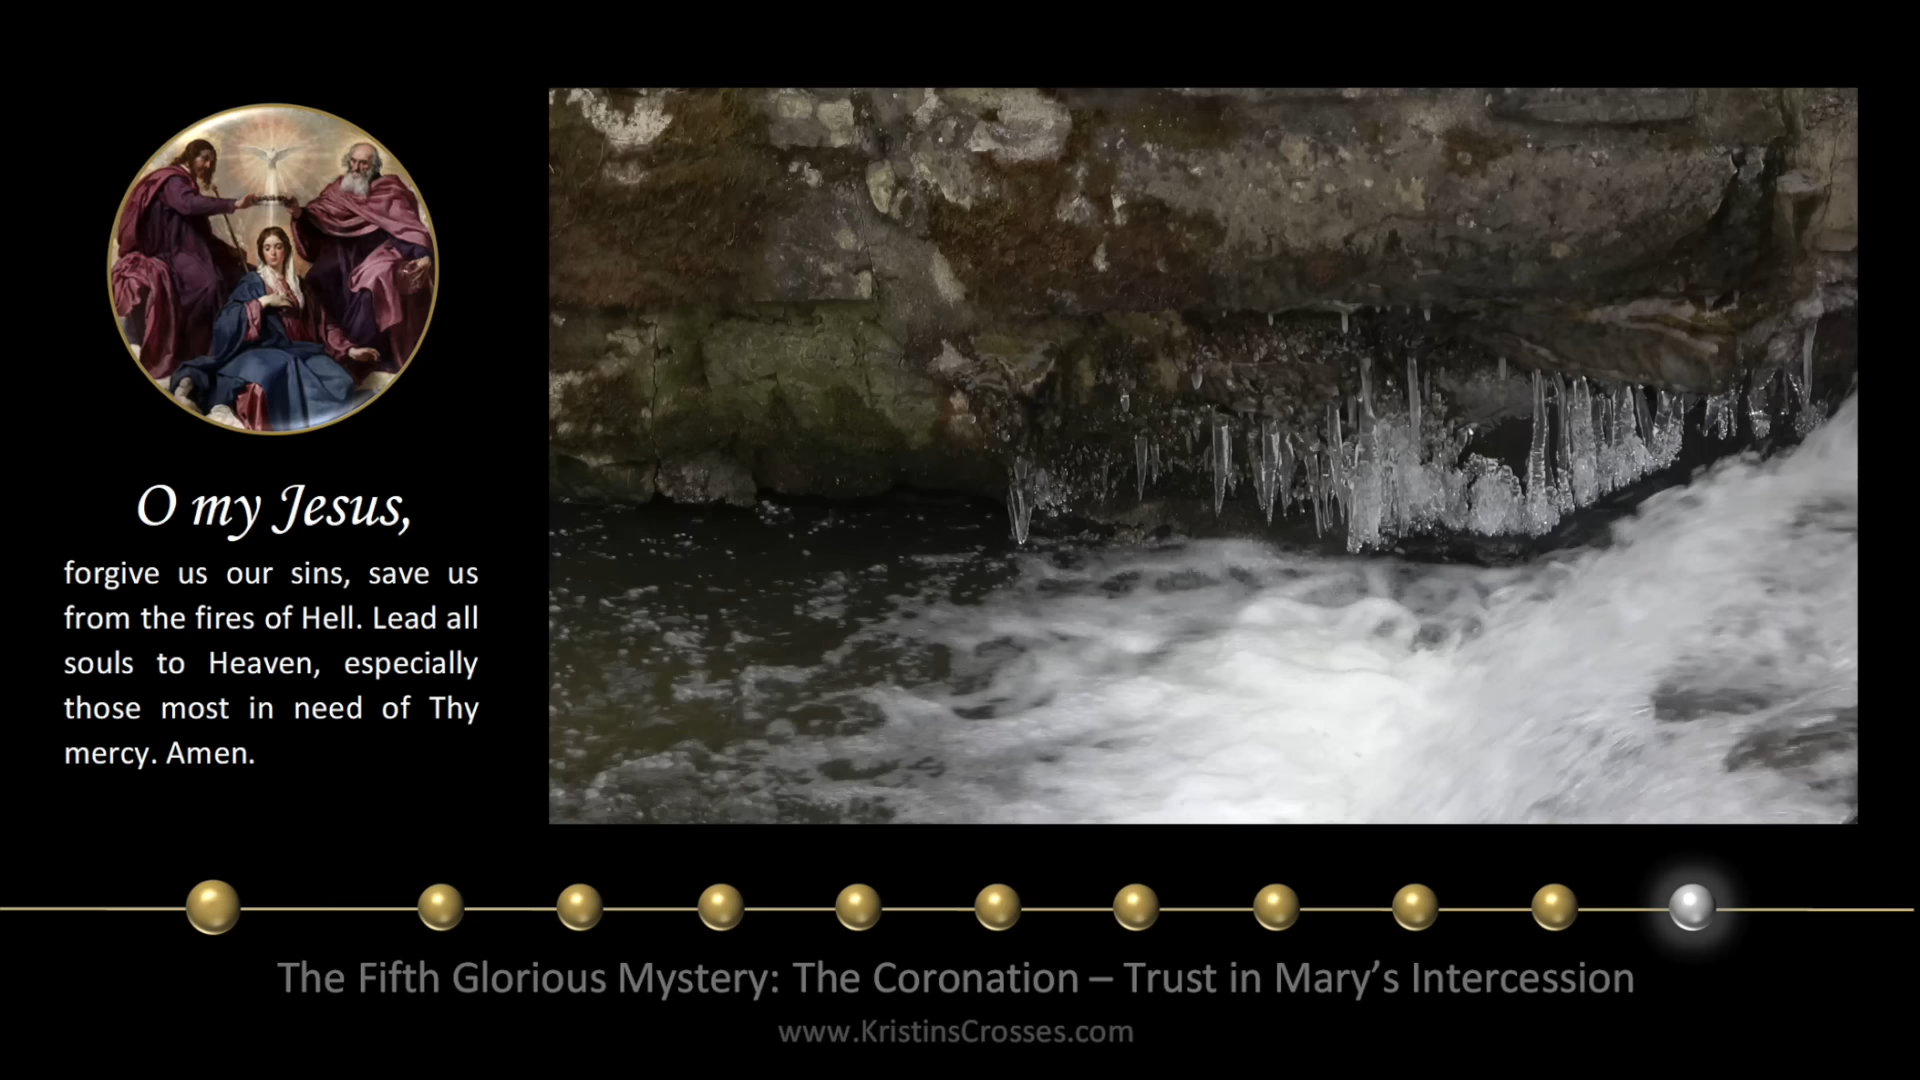 O my Jesus,
forgive us our sins, save us
from the fires of Hell. Lead all
souls to Heaven, especially
those most in need of Thy
mercy. Amen.
The Fifth Glorious Mystery: The Coronation – Trust in Mary’s Intercession
www.KristinsCrosses.com